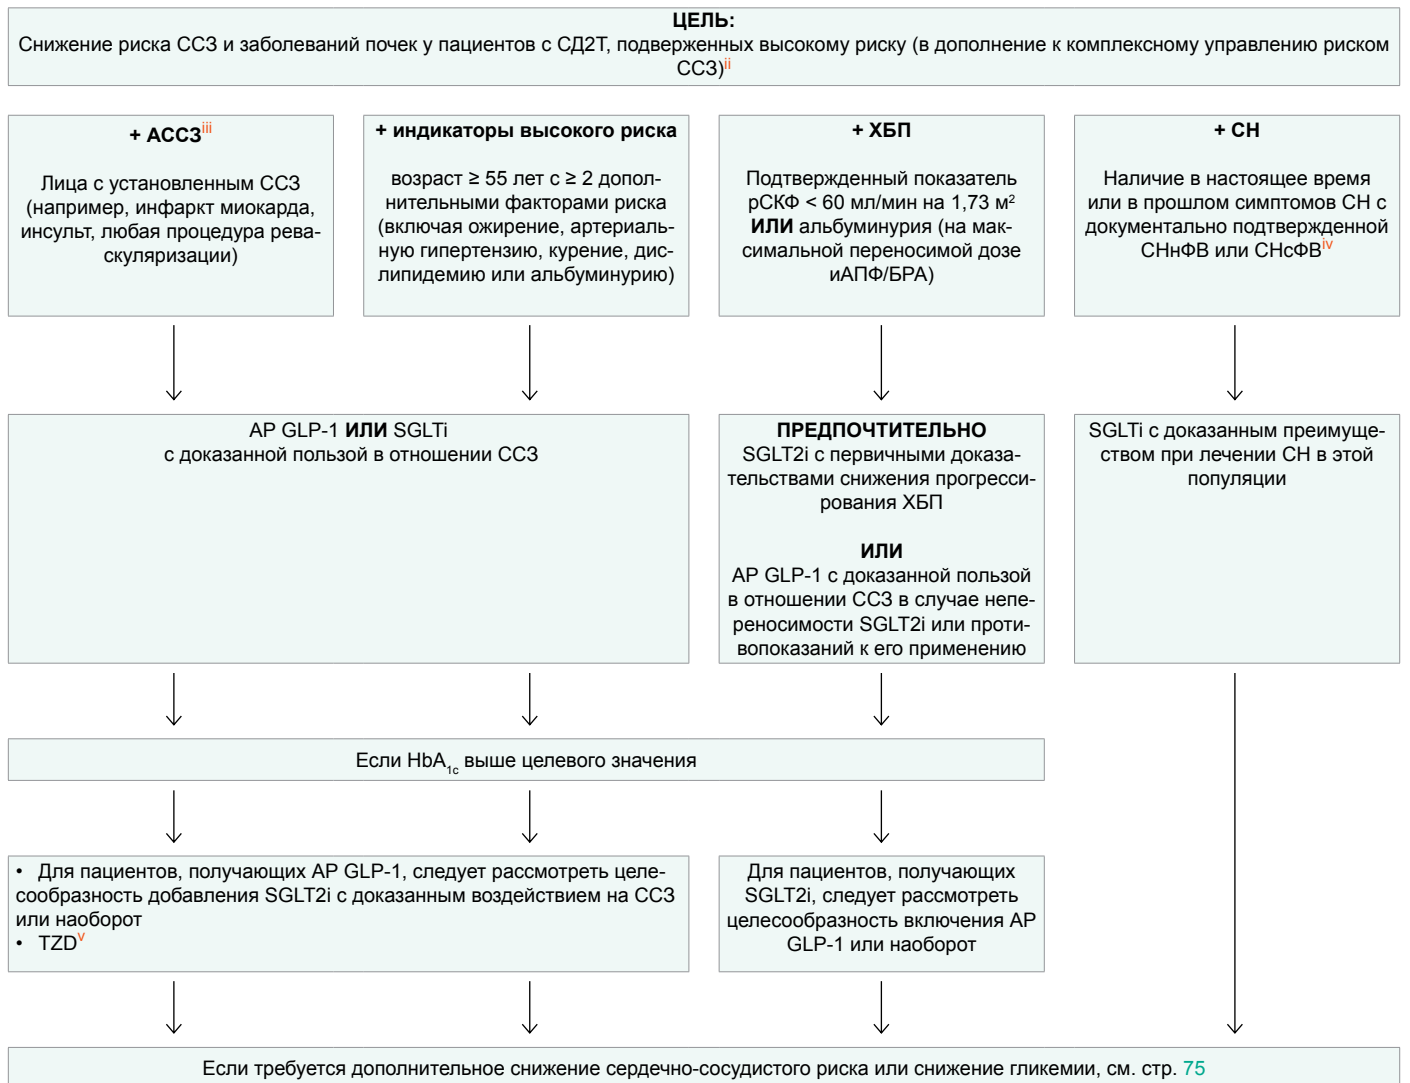 ЦЕЛЬ:
Снижение риска ССЗ и заболеваний почек у пациентов с СД2Т, подверженных высокому риску (в дополнение к комплексному управлению риском
ССЗ)ii
+ АССЗiii
Лица с установленным ССЗ
(например, инфаркт миокарда,
инсульт, любая процедура рева-
скуляризации)
+ индикаторы высокого риска
возраст ≥ 55 лет с ≥ 2 допол-
нительными факторами риска
(включая ожирение, артериаль-
ную гипертензию, курение, дис-
липидемию или альбуминурию)
+ ХБП
Подтвержденный показатель
рСКФ < 60 мл/мин на 1,73 м²
ИЛИ альбуминурия (на мак-
симальной переносимой дозе
иАПФ/БРА)
+ СН
Наличие в настоящее время
или в прошлом симптомов СН с
документально подтвержденной
СНнФВ или СНсФВiv
АР GLP-1 ИЛИ SGLTi
с доказанной пользой в отношении ССЗ
ПРЕДПОЧТИТЕЛЬНО
SGLT2i с первичными доказа-
тельствами снижения прогресси-
рования ХБП
ИЛИ
АР GLP-1 с доказанной пользой
в отношении ССЗ в случае непе-
реносимости SGLT2i или проти-
вопоказаний к его применению
SGLTi с доказанным преимуще-
ством при лечении СН в этой
популяции
Если HbA1c выше целевого значения
• Для пациентов, получающих АР GLP-1, следует рассмотреть целе-
сообразность добавления SGLT2i с доказанным воздействием на ССЗ
или наоборот
• TZDv
Для пациентов, получающих
SGLT2i, следует рассмотреть
целесообразность включения АР
GLP-1 или наоборот
Если требуется дополнительное снижение сердечно-сосудистого риска или снижение гликемии, см. стр. 75